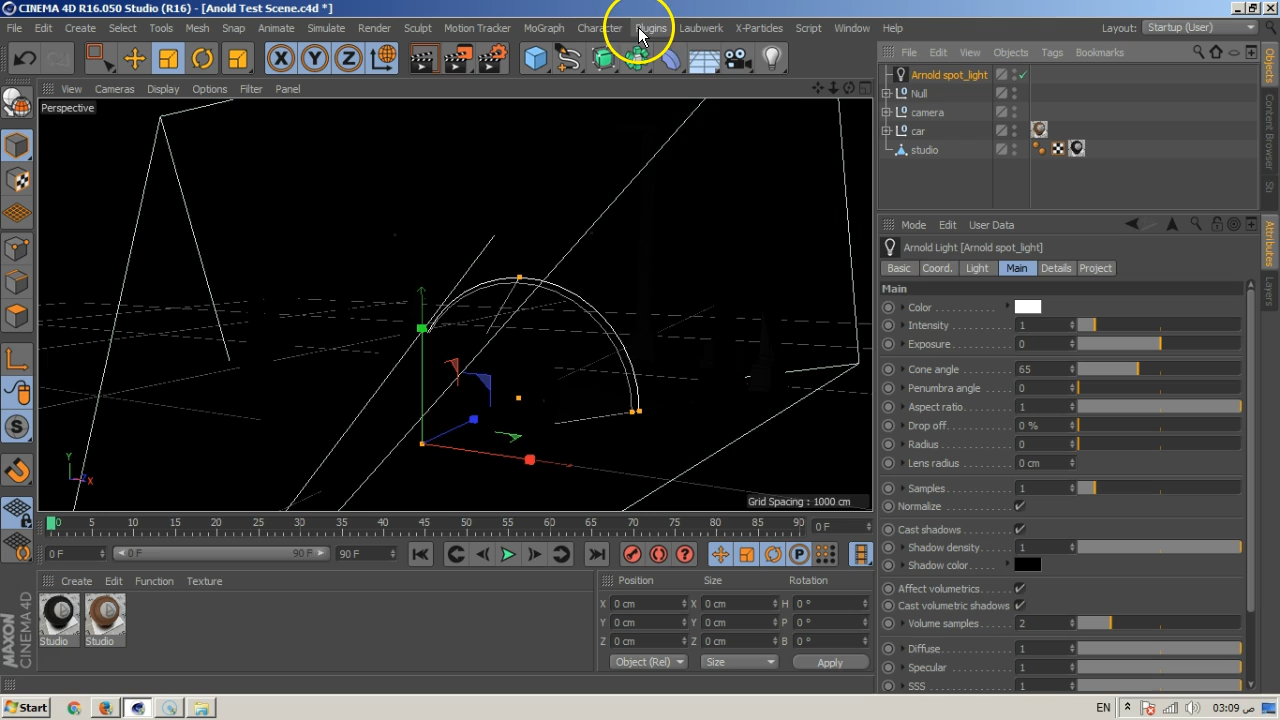 CINEMA 4D R16.050 Studio (R16) - [Anold Test Scene.c4d *]
File Edit Create Select Tools Mesh Snap Animate Simulate Render Sculpt Motion Tracker MoGraph Character Plugins Laubwerk X-Particles Script Window Help
Layout: Startup (User)
X Y Z
File Edit View Objects Tags Bookmarks
View Cameras Display Options Filter Panel
Perspective
Arnold spot_light
Null
camera
car
studio
Objects
Content Browser
Str
Mode Edit User Data
Arnold Light [Arnold spot_light]
Basic Coord. Light Main Details Project
Attributes
Layers
Main
Color
Intensity 1
Exposure 0
Cone angle 65
Penumbra angle 0
Aspect ratio 1
Drop off 0 %
Radius 0
Lens radius 0 cm
Samples 1
Normalize
Cast shadows
Shadow density 1
Shadow color
Affect volumetrics
Cast volumetric shadows
Volume samples 2
Diffuse 1
Specular 1
SSS 1
Y
Z X
Grid Spacing : 1000 cm
0 5 10 15 20 25 30 35 40 45 50 55 60 65 70 75 80 85 90 0 F
0 F 0 F 90 F 90 F
Create Edit Function Texture
Studio Studio
Position Size Rotation
X 0 cm X 0 cm H 0 °
Y 0 cm Y 0 cm P 0 °
Z 0 cm Z 0 cm B 0 °
Object (Rel) Size Apply
MAXON
CINEMA 4D
Start
EN
03:09 ص